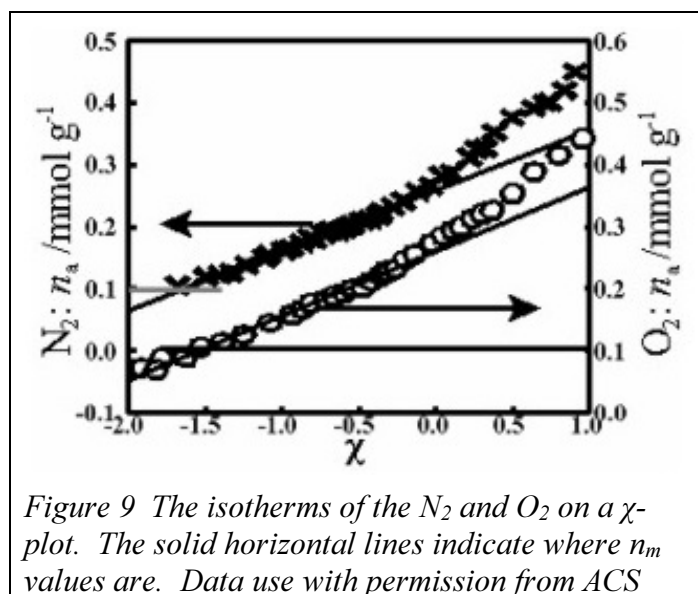 0.5
0.4
0.3
0.2
0.1
0.0
-0.1
N₂: nₐ /mmol g⁻¹
0.6
0.5
0.4
0.3
0.2
0.1
0.0
O₂: nₐ /mmol g⁻¹
-2.0 -1.5 -1.0 -0.5 0.0 0.5 1.0
χ
Figure 9 The isotherms of the N₂ and O₂ on a χ-
plot. The solid horizontal lines indicate where nₘ
values are. Data use with permission from ACS